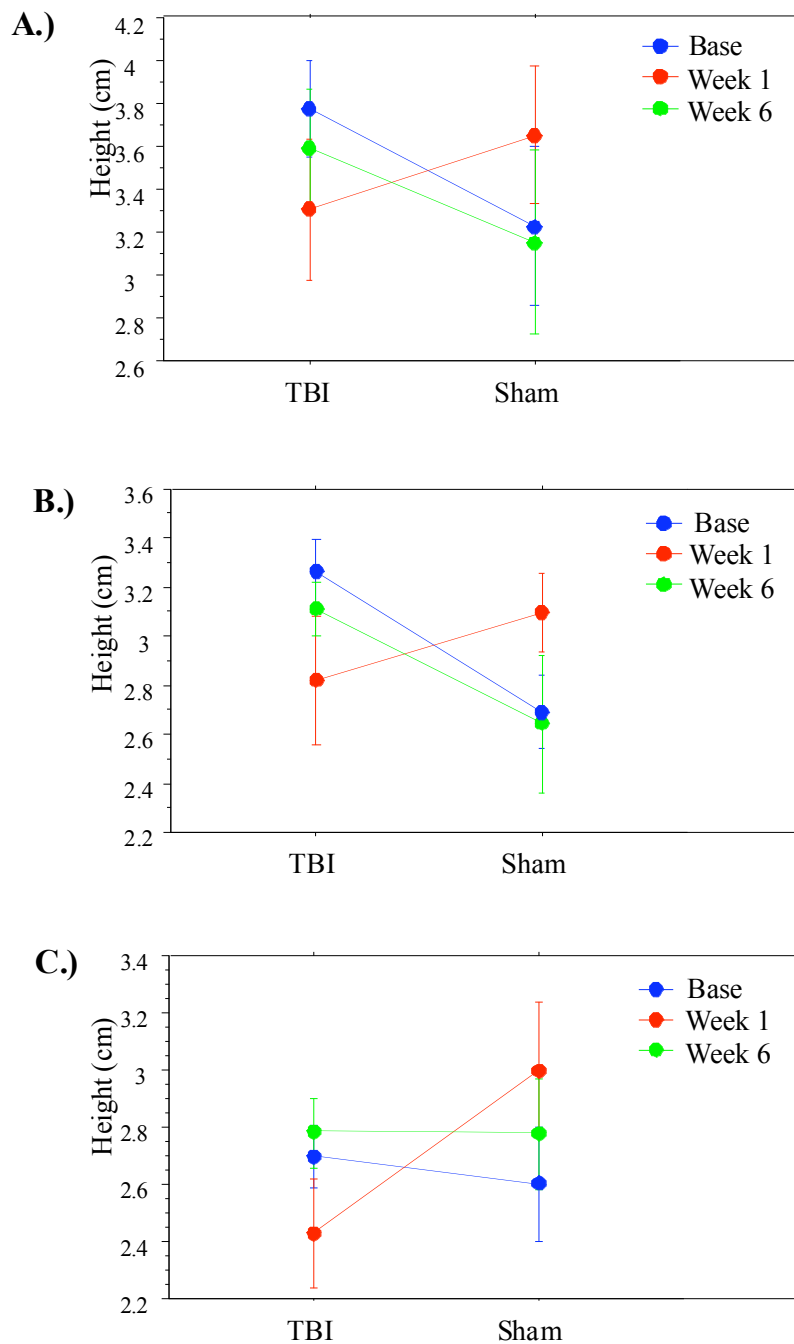 A.)
Height (cm)
4.2
4
3.8
3.6
3.4
3.2
3
2.8
2.6
Base
Week 1
Week 6
TBI Sham
B.)
Height (cm)
3.6
3.4
3.2
3
2.8
2.6
2.4
2.2
Base
Week 1
Week 6
TBI Sham
C.)
Height (cm)
3.4
3.2
3
2.8
2.6
2.4
2.2
Base
Week 1
Week 6
TBI Sham